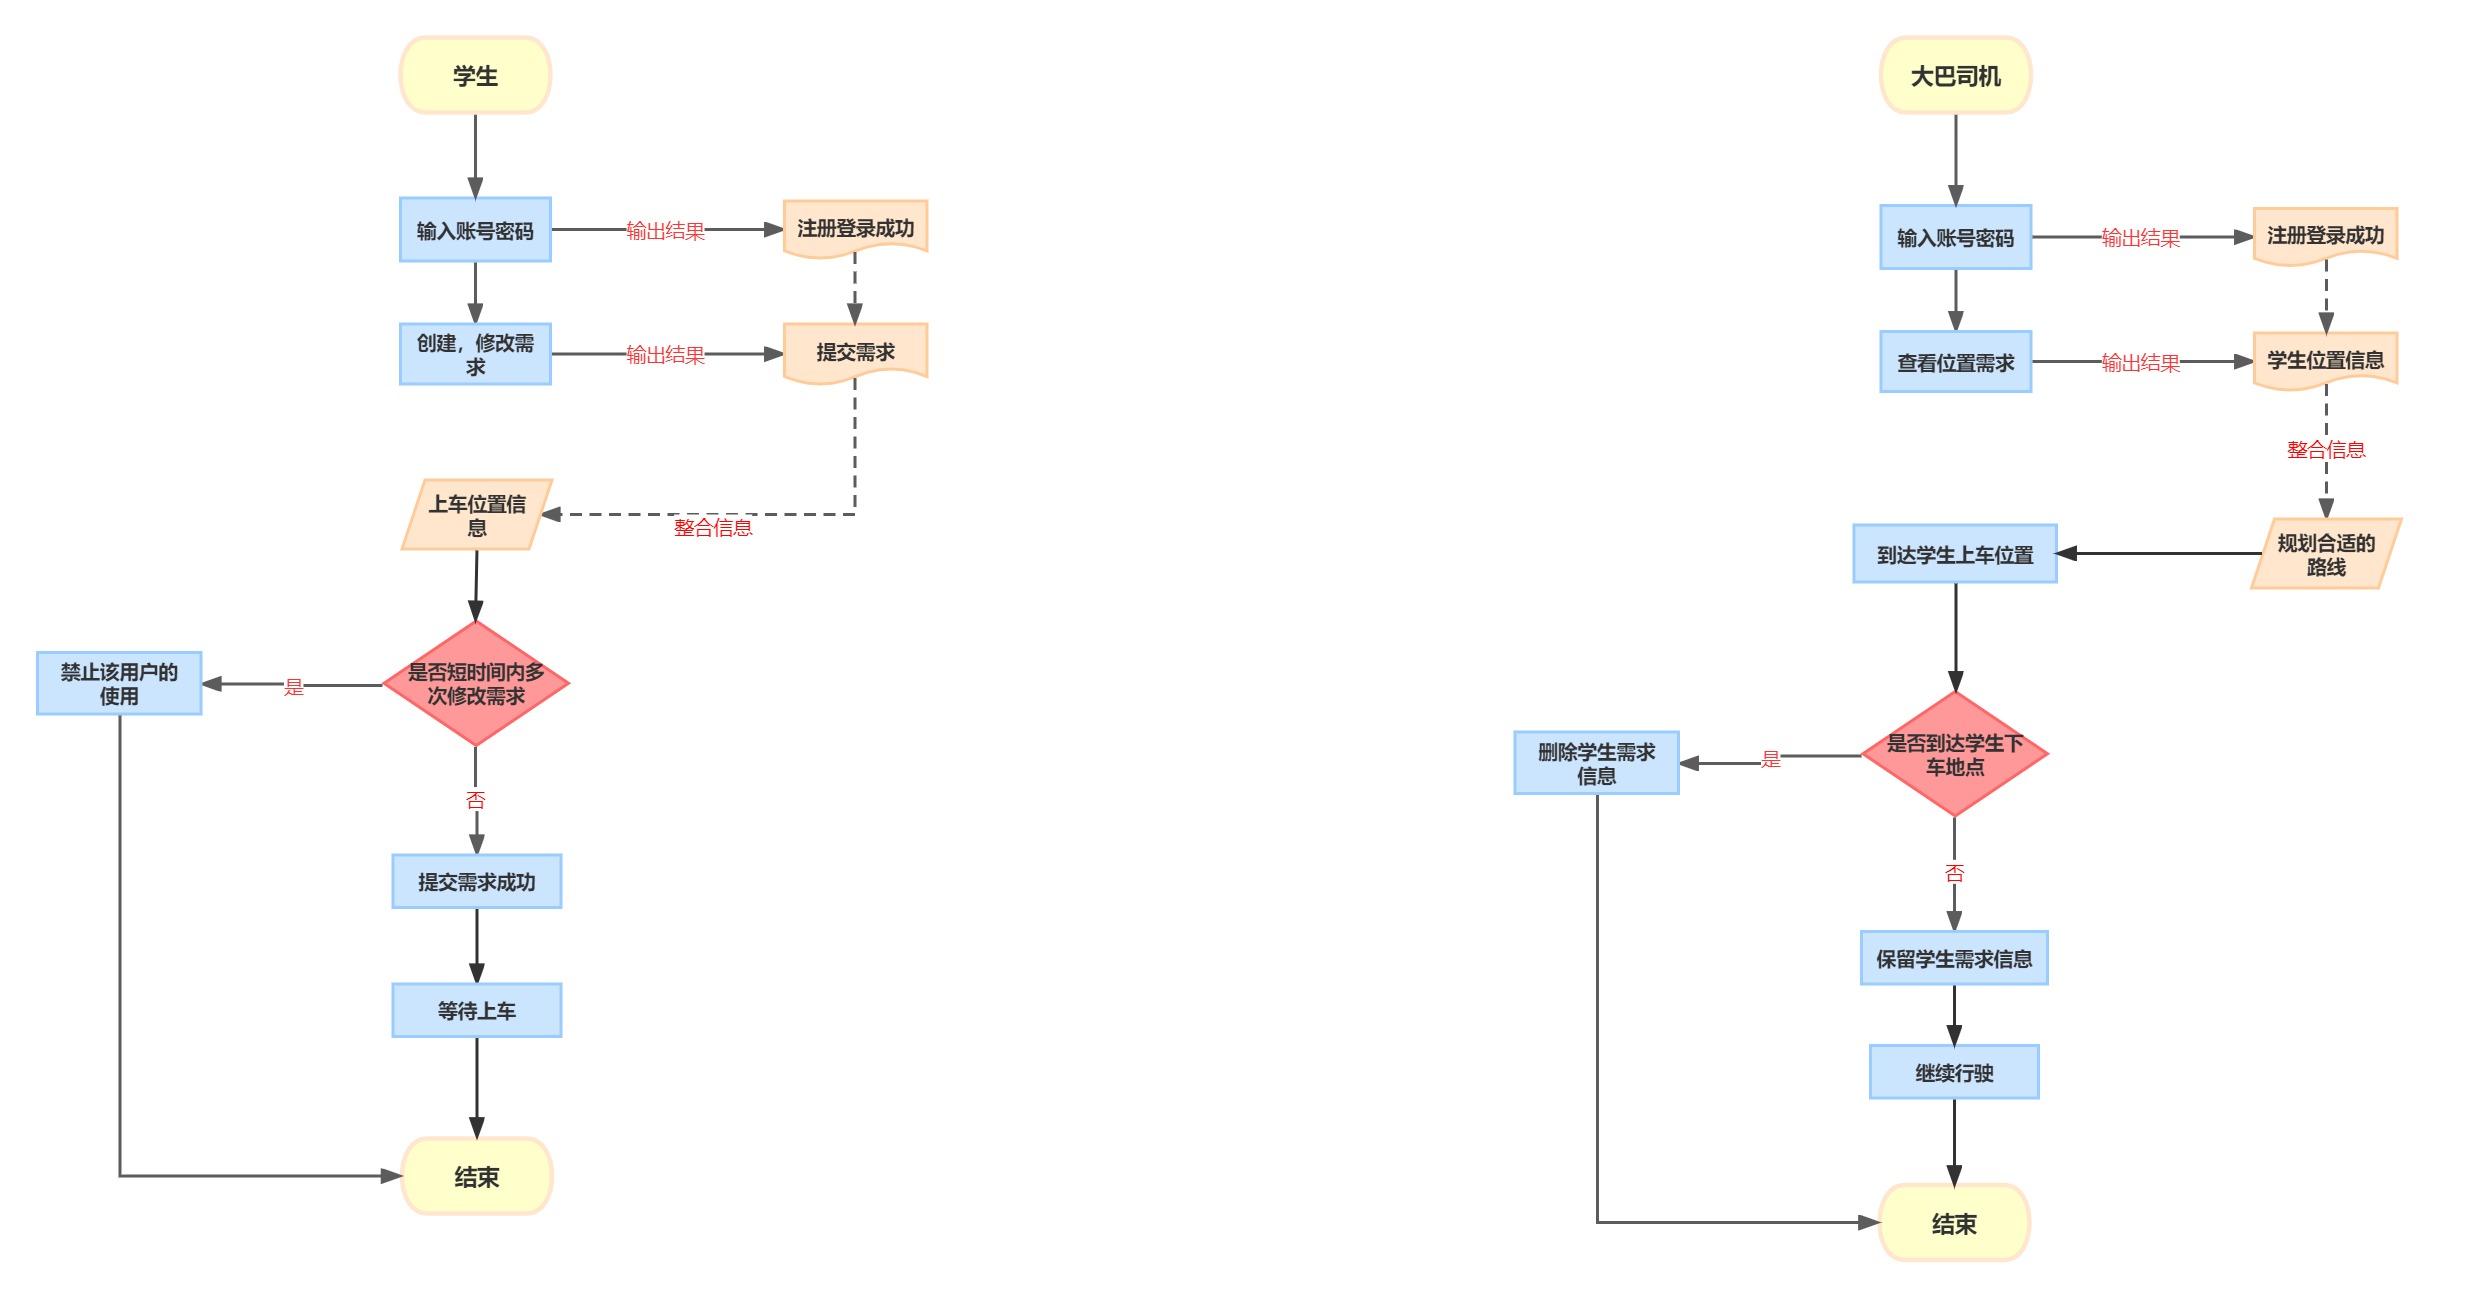 学生
输入账号密码
输出结果
注册登录成功
创建，修改需
求
输出结果
提交需求
上车位置信
息
整合信息
是否短时间内多
次修改需求
是
禁止该用户的
使用
否
提交需求成功
等待上车
结束
大巴司机
输入账号密码
输出结果
注册登录成功
查看位置需求
输出结果
学生位置信息
整合信息
规划合适的
路线
到达学生上车位置
是否到达学生下
车地点
是
删除学生需求
信息
否
保留学生需求信息
继续行驶
结束